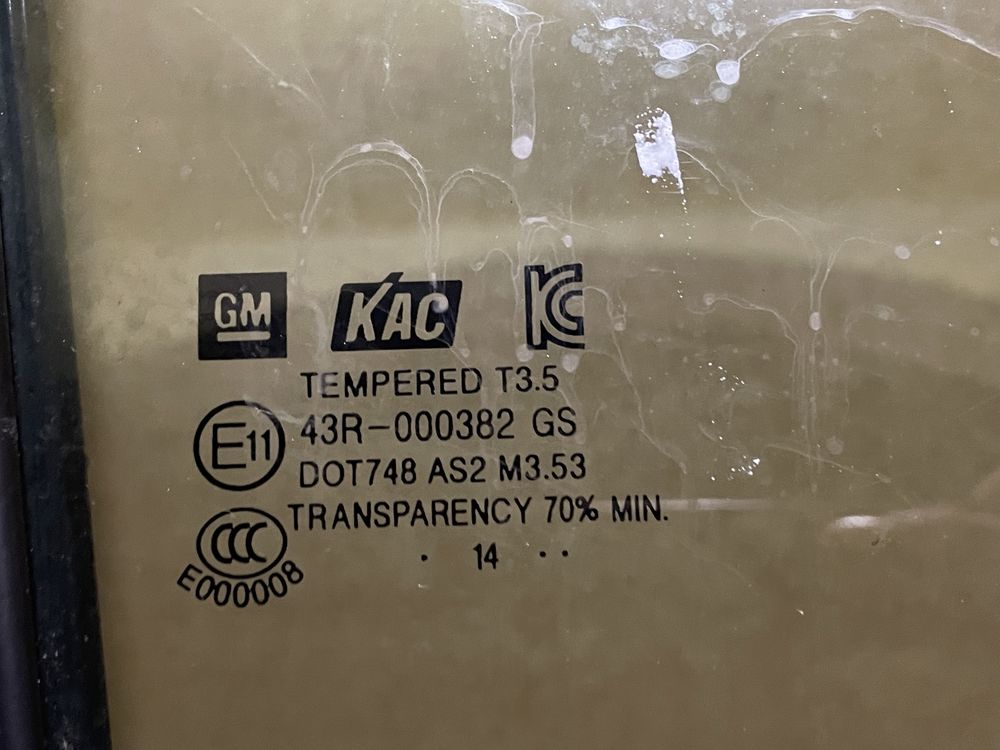 GM KAC KC
TEMPERED T3.5
E11 43R-000382 GS
DOT748 AS2 M3.53
CCC TRANSPARENCY 70% MIN.
E000008
· 14 · ·